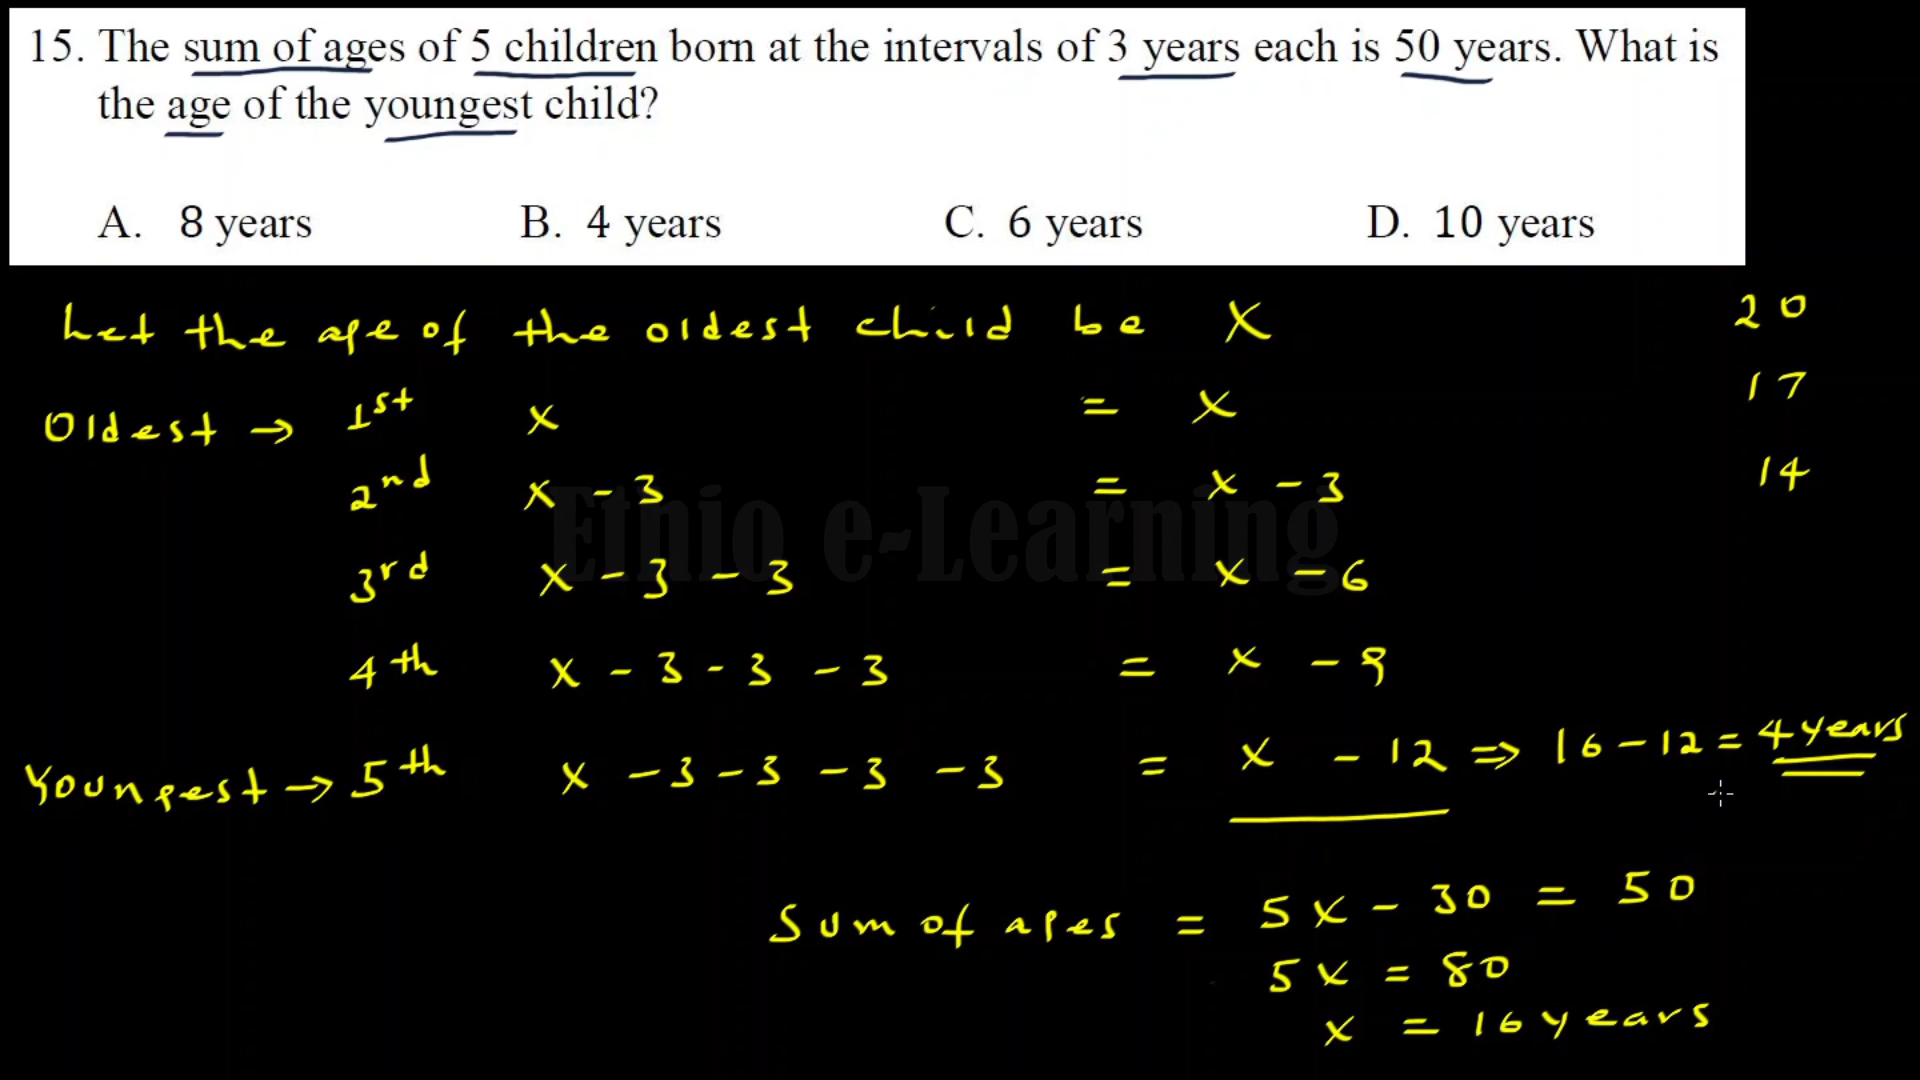 15. The sum of ages of 5 children born at the intervals of 3 years each is 50 years. What is
the age of the youngest child?
A. 8 years B. 4 years C. 6 years D. 10 years
Let the age of the oldest child be X 20
17
Oldest → 1st x = x
14
2nd x - 3 = x - 3
Ethio e-Learning
3rd x - 3 - 3 = x - 6
4th x - 3 - 3 - 3 = x - 9
Youngest → 5th x - 3 - 3 - 3 - 3 = x - 12 ⇒ 16 - 12 = 4 years
Sum of ages = 5x - 30 = 50
5x = 80
x = 16 years